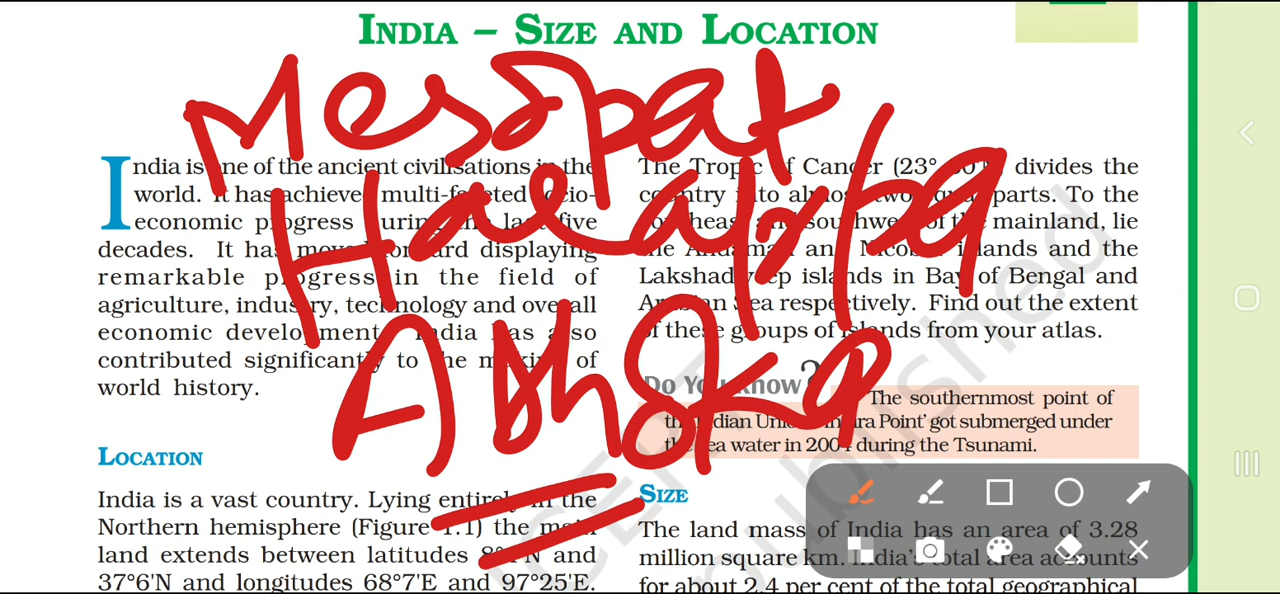 INDIA – SIZE AND LOCATION
India is one of the ancient civilisations in the
world. It has achieved multi-faceted socio-
economic progress during the last five
decades. It has moved forward displaying
remarkable progress in the field of
agriculture, industry, technology and overall
economic development. India has also
contributed significantly to the making of
world history.
LOCATION
India is a vast country. Lying entirely in the
Northern hemisphere (Figure 1.1) the main
land extends between latitudes 8°4'N and
37°6'N and longitudes 68°7'E and 97°25'E.
The Tropic of Cancer (23° 30'N) divides the
country into almost two equal parts. To the
southeast and southwest of the mainland, lie
the Andaman and Nicobar islands and the
Lakshadweep islands in Bay of Bengal and
Arabian Sea respectively. Find out the extent
of these groups of islands from your atlas.
Do You Know ?
The southernmost point of
the Indian Union– 'Indira Point' got submerged under
the sea water in 2004 during the Tsunami.
SIZE
The land mass of India has an area of 3.28
million square km. India's total area accounts
for about 2.4 per cent of the total geographical
Ashoka
published